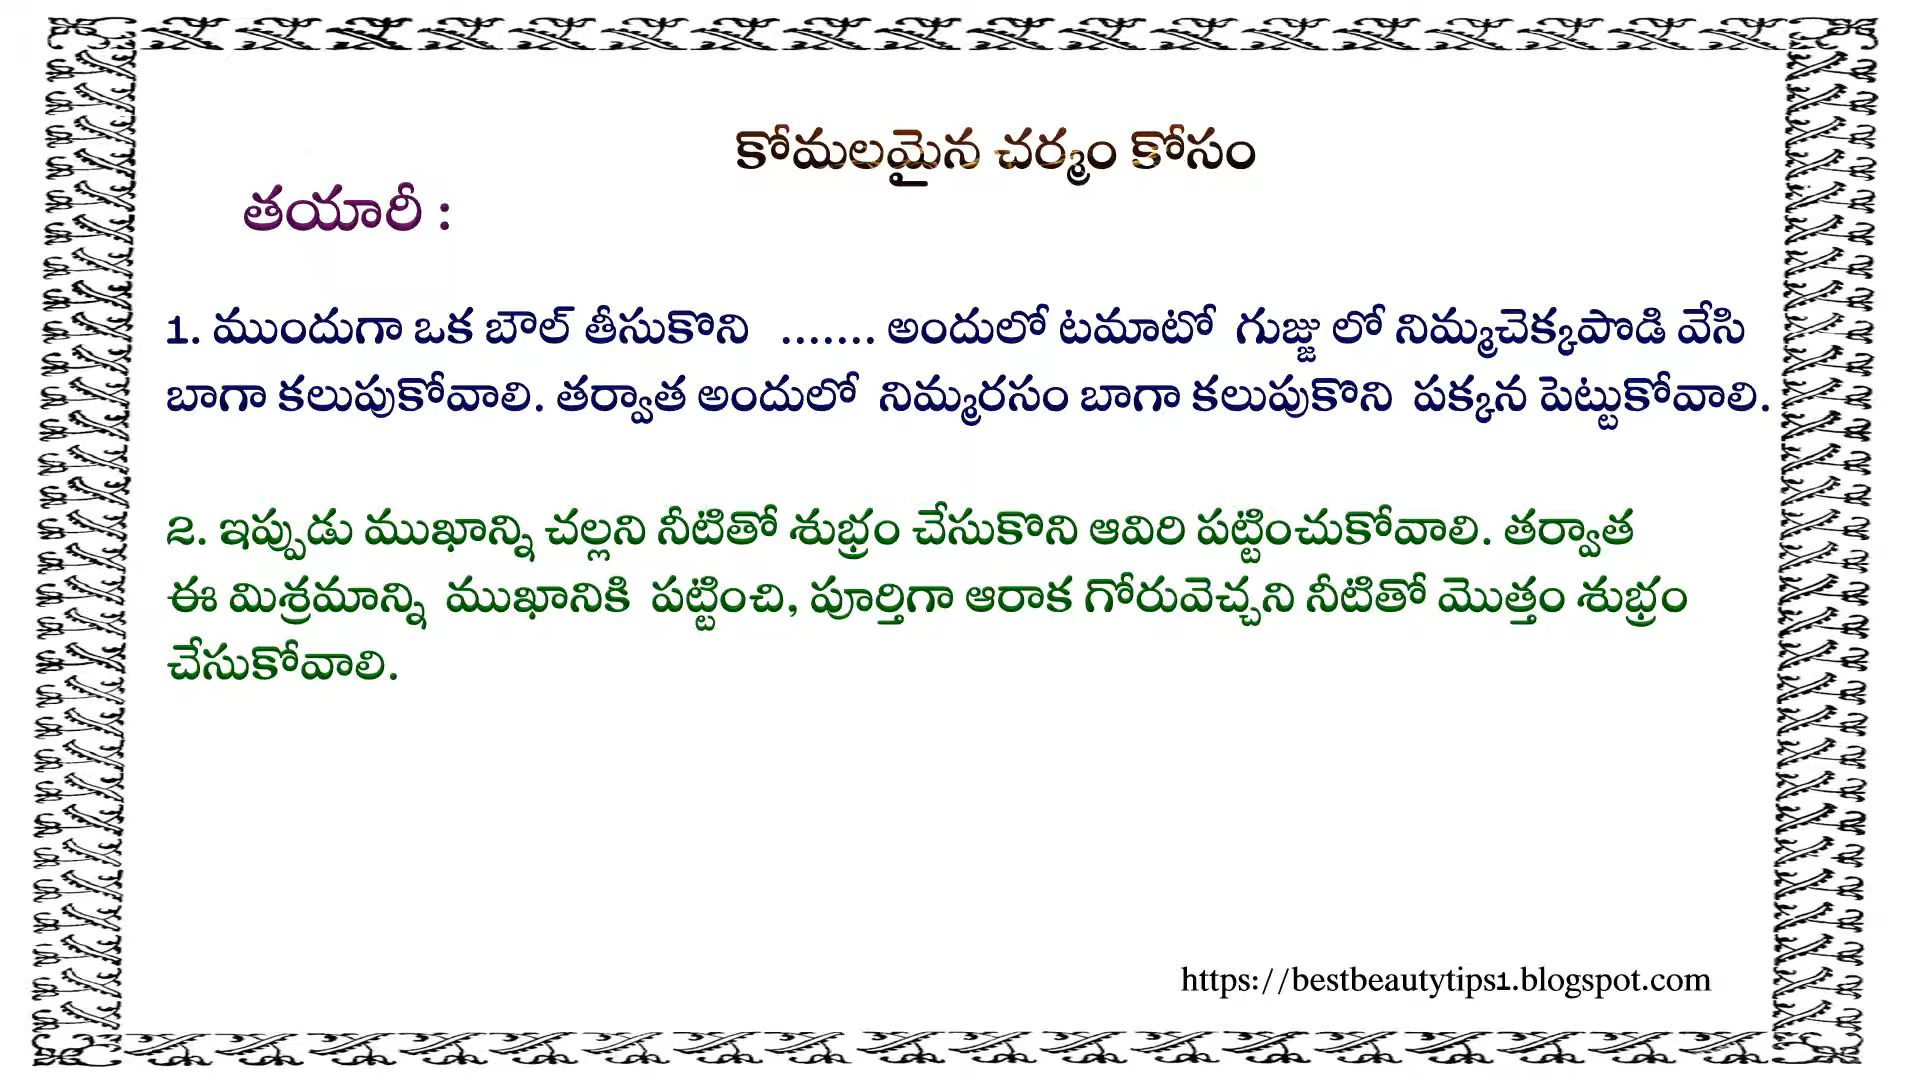 కోమలమైన చర్మం కోసం
తయారీ :
1. ముందుగా ఒక బౌల్ తీసుకొని ....... అందులో టమాటో గుజ్జు లో నిమ్మచెక్కపొడి వేసి
బాగా కలుపుకోవాలి. తర్వాత అందులో నిమ్మరసం బాగా కలుపుకొని పక్కన పెట్టుకోవాలి.
2. ఇప్పుడు ముఖాన్ని చల్లని నీటితో శుభ్రం చేసుకొని ఆవిరి పట్టించుకోవాలి. తర్వాత
ఈ మిశ్రమాన్ని ముఖానికి పట్టించి, పూర్తిగా ఆరాక గోరువెచ్చని నీటితో మొత్తం శుభ్రం
చేసుకోవాలి.
https://bestbeautytips1.blogspot.com